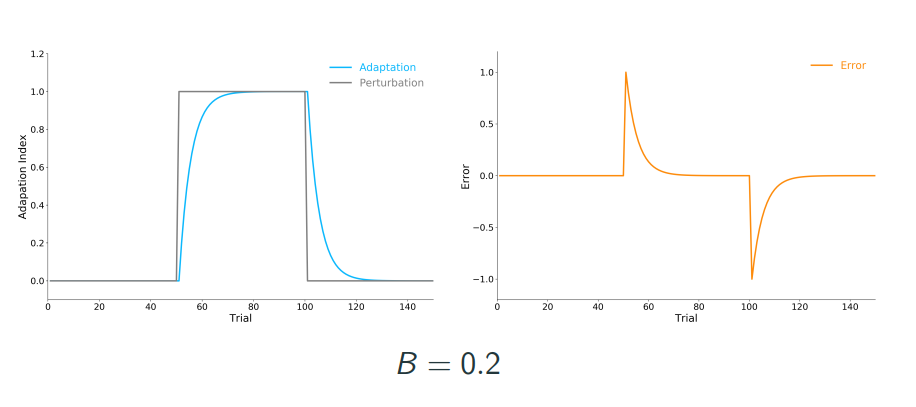 1.2
1.0
0.8
0.6
0.4
0.2
0.0
Adapation Index
0 20 40 60 80 100 120 140
Trial
Adaptation
Perturbation
1.0
0.5
0.0
−0.5
−1.0
Error
0 20 40 60 80 100 120 140
Trial
Error
B = 0.2